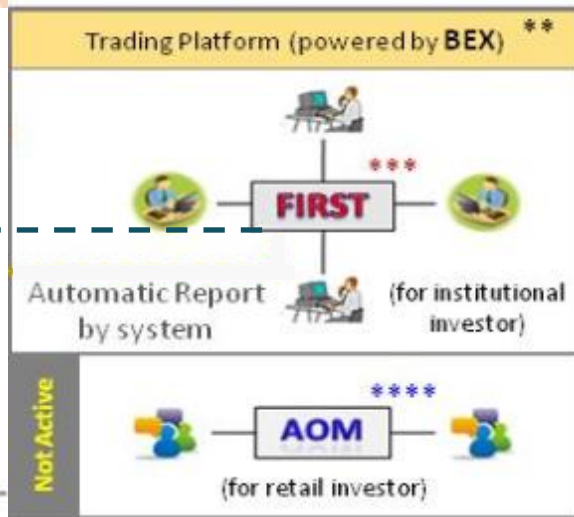 Trading Platform (powered by BEX) **
***
FIRST
Automatic Report
by system
(for institutional
investor)
Not Active
****
AOM
(for retail investor)